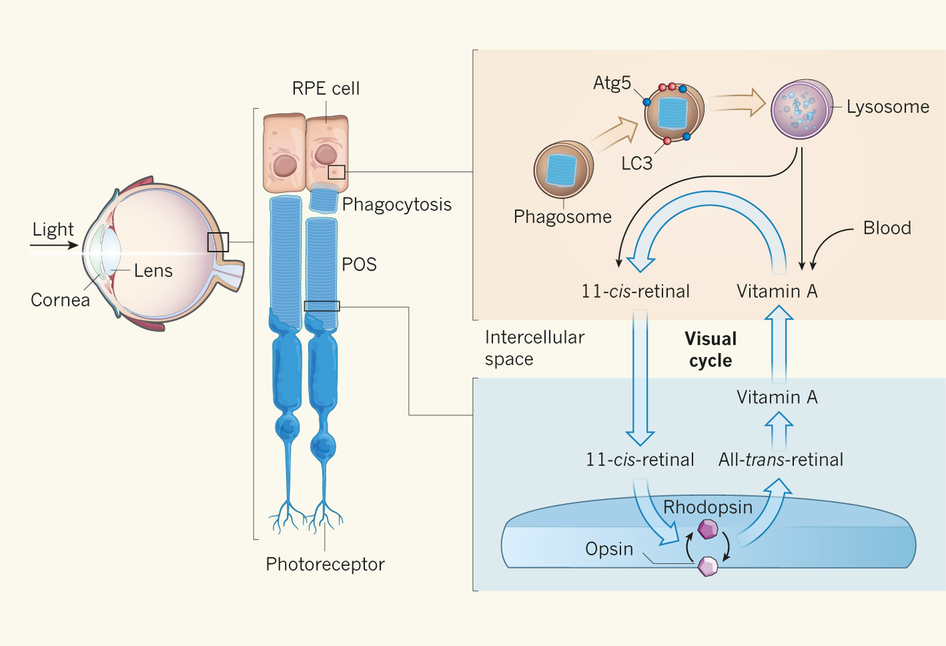 RPE cell
Phagocytosis
POS
Light
Lens
Cornea
Photoreceptor
Atg5
LC3
Phagosome
Lysosome
Blood
11-cis-retinal
Vitamin A
Intercellular
space
Visual
cycle
Vitamin A
11-cis-retinal
All-trans-retinal
Rhodopsin
Opsin